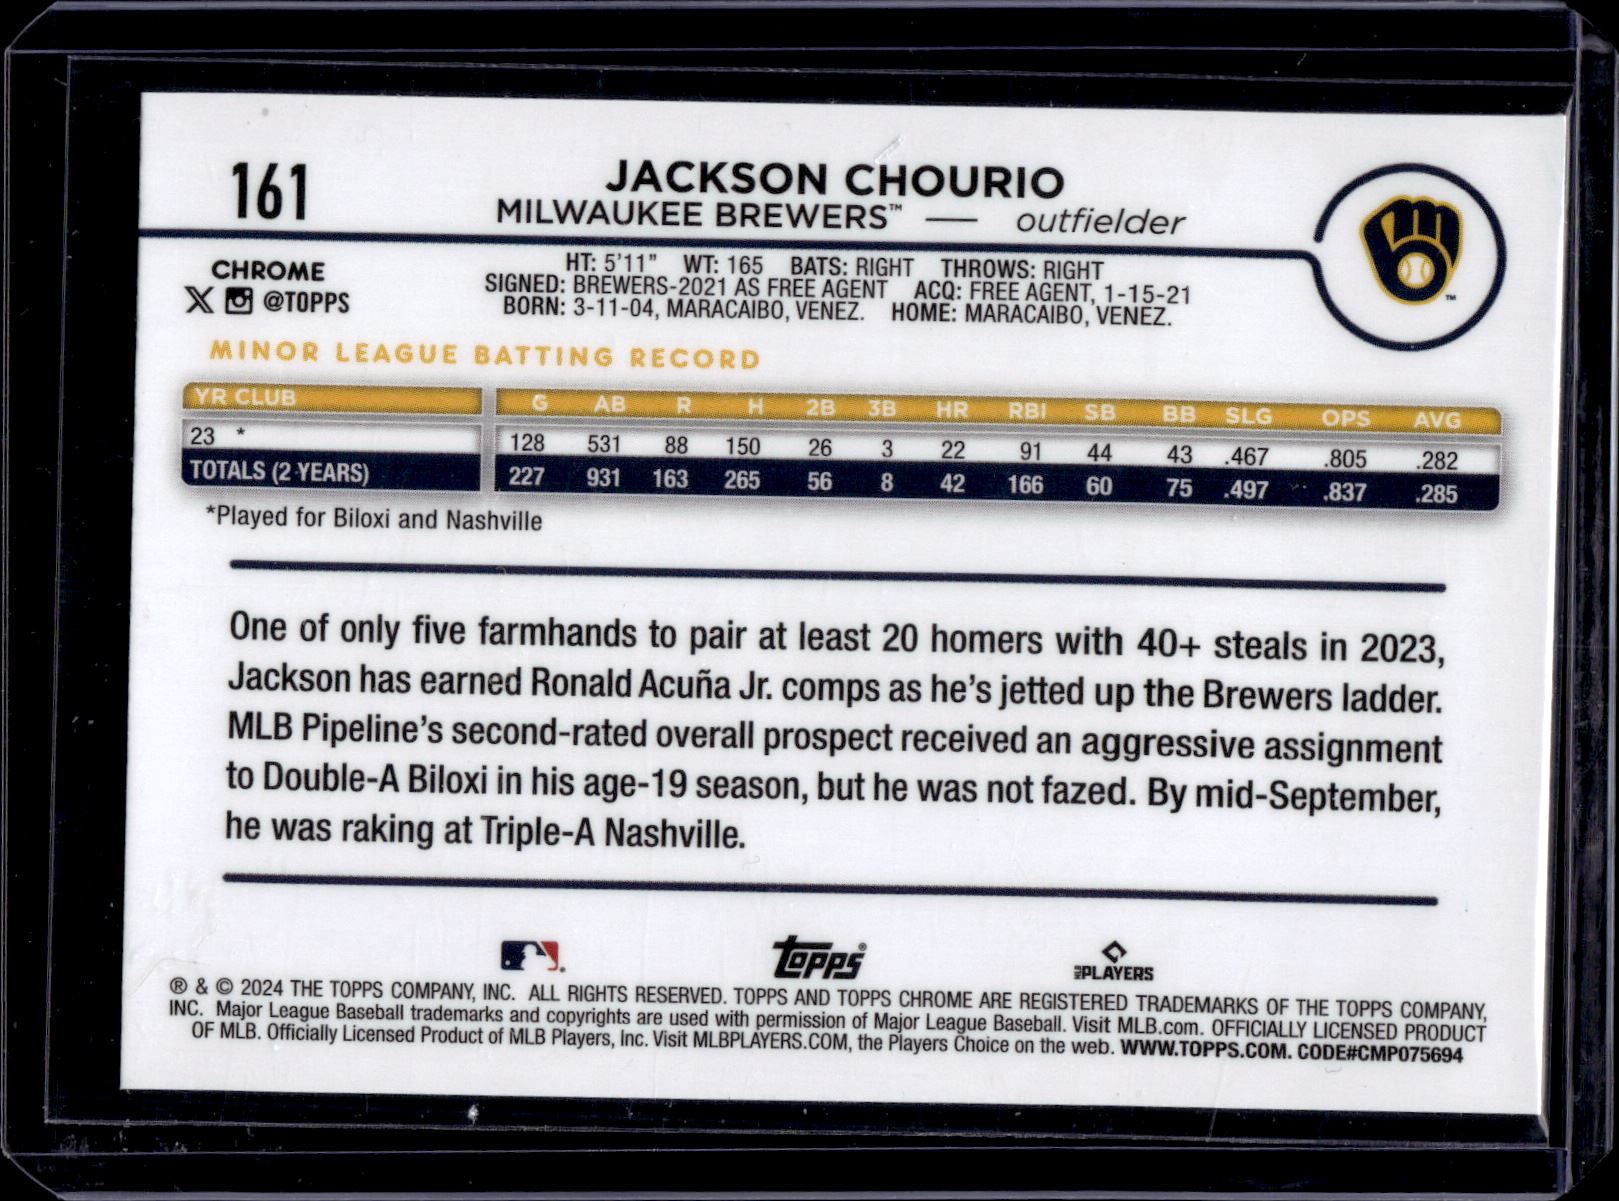 161
JACKSON CHOURIO
MILWAUKEE BREWERS™ — outfielder
CHROME
X @TOPPS
HT: 5'11" WT: 165 BATS: RIGHT THROWS: RIGHT
SIGNED: BREWERS-2021 AS FREE AGENT ACQ: FREE AGENT, 1-15-21
BORN: 3-11-04, MARACAIBO, VENEZ. HOME: MARACAIBO, VENEZ.
TM
MINOR LEAGUE BATTING RECORD
YR CLUB G AB R H 2B 3B HR RBI SB BB SLG OPS AVG
23 * 128 531 88 150 26 3 22 91 44 43 .467 .805 .282
TOTALS (2 YEARS) 227 931 163 265 56 8 42 166 60 75 .497 .837 .285
*Played for Biloxi and Nashville
One of only five farmhands to pair at least 20 homers with 40+ steals in 2023,
Jackson has earned Ronald Acuña Jr. comps as he's jetted up the Brewers ladder.
MLB Pipeline's second-rated overall prospect received an aggressive assignment
to Double-A Biloxi in his age-19 season, but he was not fazed. By mid-September,
he was raking at Triple-A Nashville.
Topps® MLB PLAYERS
® & © 2024 THE TOPPS COMPANY, INC. ALL RIGHTS RESERVED. TOPPS AND TOPPS CHROME ARE REGISTERED TRADEMARKS OF THE TOPPS COMPANY,
INC. Major League Baseball trademarks and copyrights are used with permission of Major League Baseball. Visit MLB.com. OFFICIALLY LICENSED PRODUCT
OF MLB. Officially Licensed Product of MLB Players, Inc. Visit MLBPLAYERS.COM, the Players Choice on the web. WWW.TOPPS.COM. CODE#CMP075694